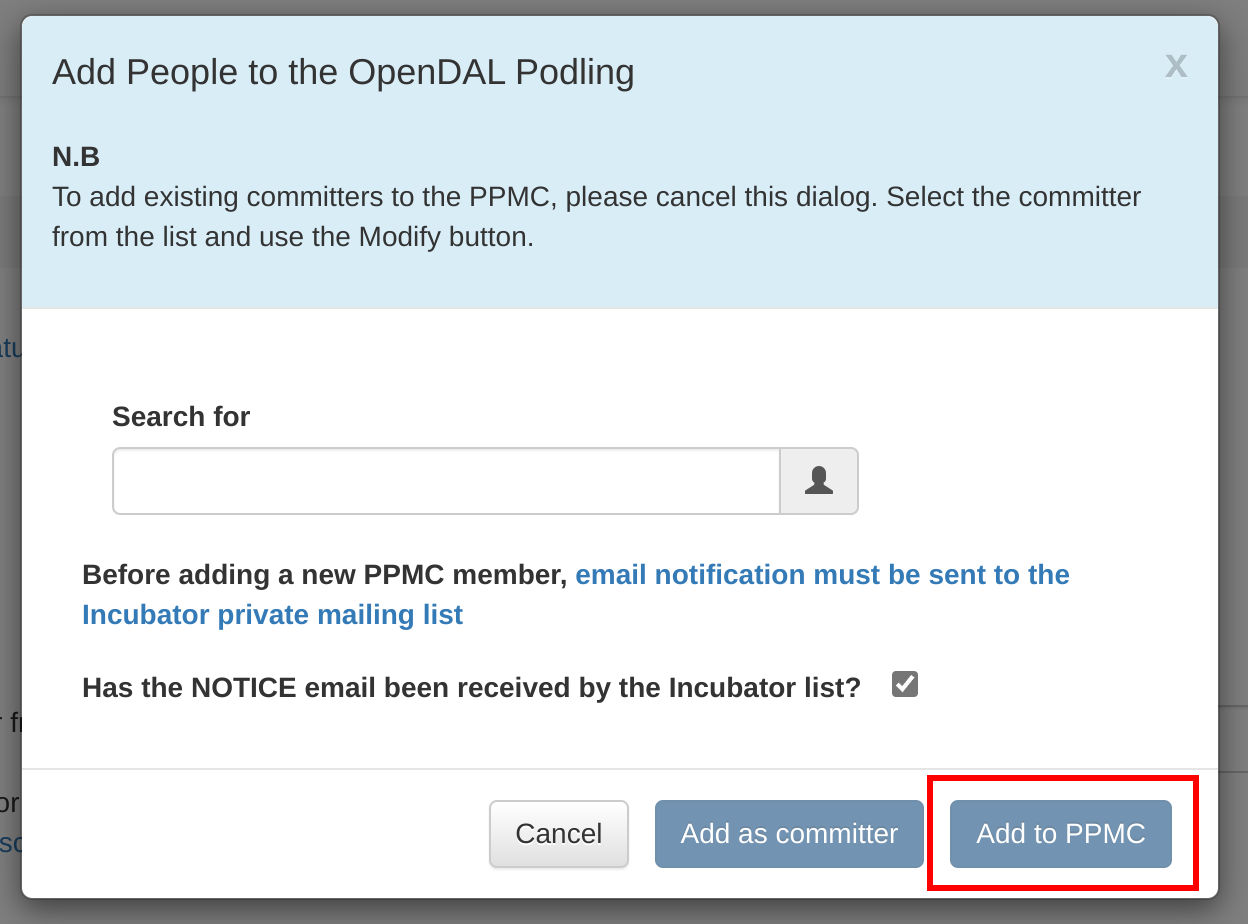 Add People to the OpenDAL Podling
x
N.B
To add existing committers to the PPMC, please cancel this dialog. Select the committer
from the list and use the Modify button.
Search for
Before adding a new PPMC member, email notification must be sent to the
Incubator private mailing list
Has the NOTICE email been received by the Incubator list?
Cancel Add as committer Add to PPMC